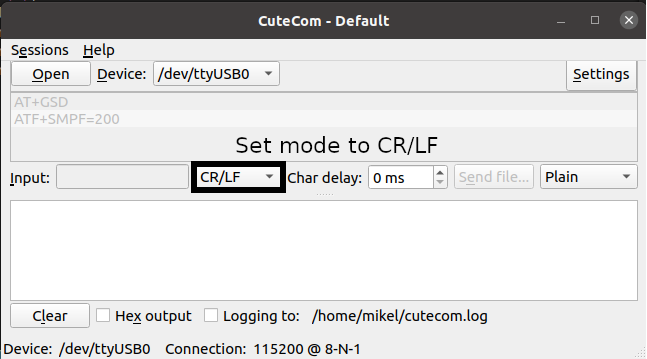 CuteCom - Default
Sessions Help
Open Device: /dev/ttyUSB0 Settings
AT+GSD
ATF+SMPF=200
Set mode to CR/LF
Input: CR/LF Char delay: 0 ms Send file... Plain
Clear Hex output Logging to: /home/mikel/cutecom.log
Device: /dev/ttyUSB0 Connection: 115200 @ 8-N-1